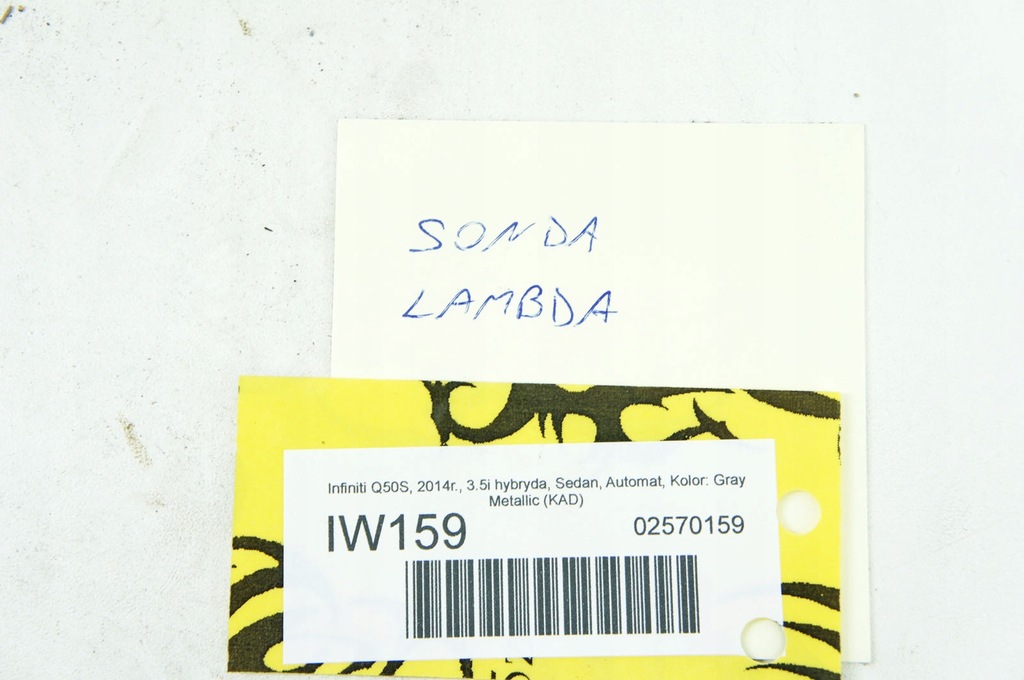 SONDA
LAMBDA
Infiniti Q50S, 2014r., 3.5i hybryda, Sedan, Automat, Kolor: Gray
Metallic (KAD)
IW159 02570159